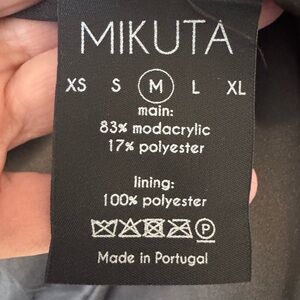 MIKUTA
XS S M L XL
main:
83% modacrylic
17% polyester
lining:
100% polyester
P
Made in Portugal